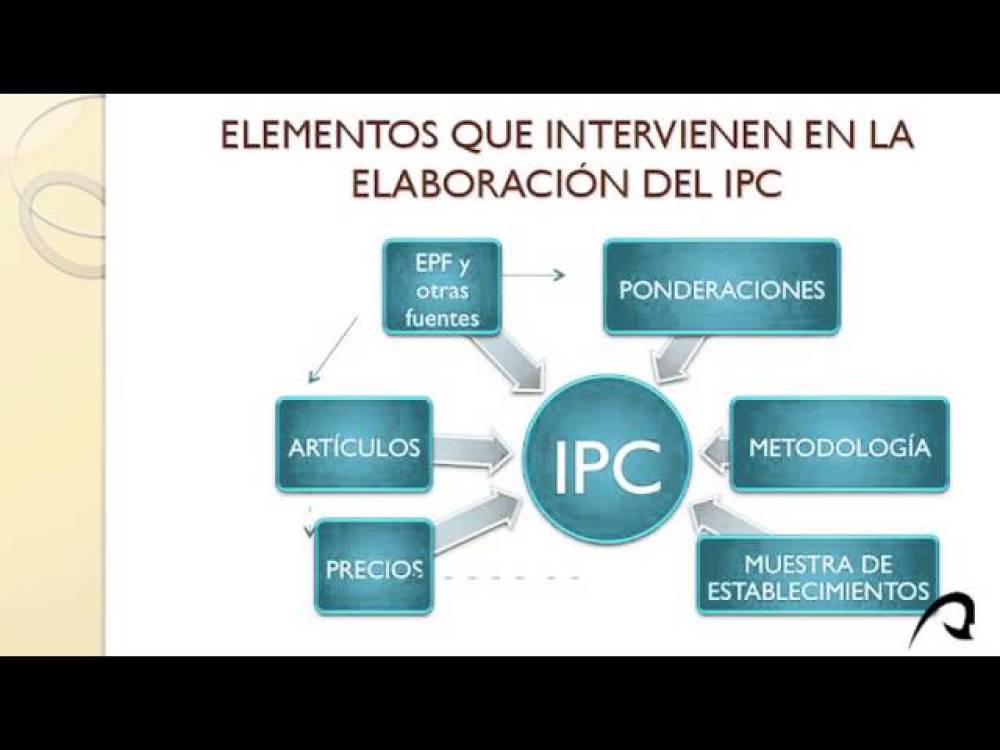 ELEMENTOS QUE INTERVIENEN EN LA
ELABORACIÓN DEL IPC
EPF y
otras
fuentes
PONDERACIONES
ARTÍCULOS
IPC
METODOLOGÍA
PRECIOS
MUESTRA DE
ESTABLECIMIENTOS